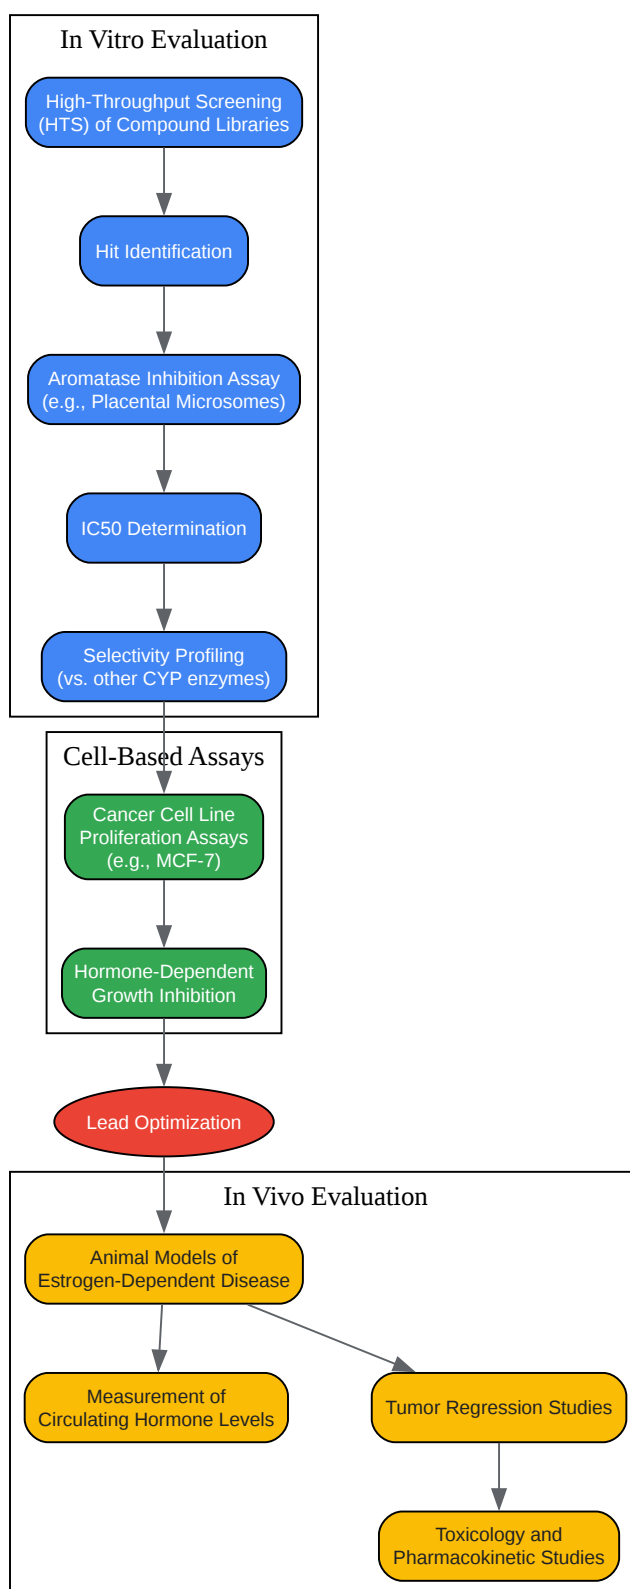 In Vitro Evaluation
High-Throughput Screening
(HTS) of Compound Libraries
Hit Identification
Aromatase Inhibition Assay
(e.g., Placental Microsomes)
IC50 Determination
Selectivity Profiling
(vs. other CYP enzymes)
Cell-Based Assays
Cancer Cell Line
Proliferation Assays
(e.g., MCF-7)
Hormone-Dependent
Growth Inhibition
Lead Optimization
In Vivo Evaluation
Animal Models of
Estrogen-Dependent Disease
Measurement of
Circulating Hormone Levels
Tumor Regression Studies
Toxicology and
Pharmacokinetic Studies